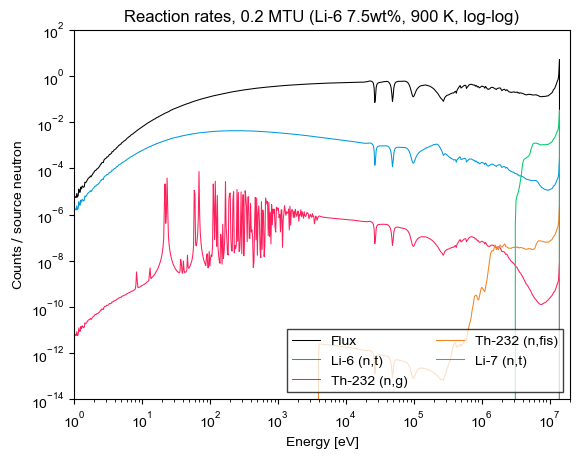 Reaction rates, 0.2 MTU (Li-6 7.5wt%, 900 K, log-log)
Counts / source neutron
10^2
10^0
10^-2
10^-4
10^-6
10^-8
10^-10
10^-12
10^-14
Flux
Li-6 (n,t)
Th-232 (n,g)
Th-232 (n,fis)
Li-7 (n,t)
10^0 10^1 10^2 10^3 10^4 10^5 10^6 10^7
Energy [eV]